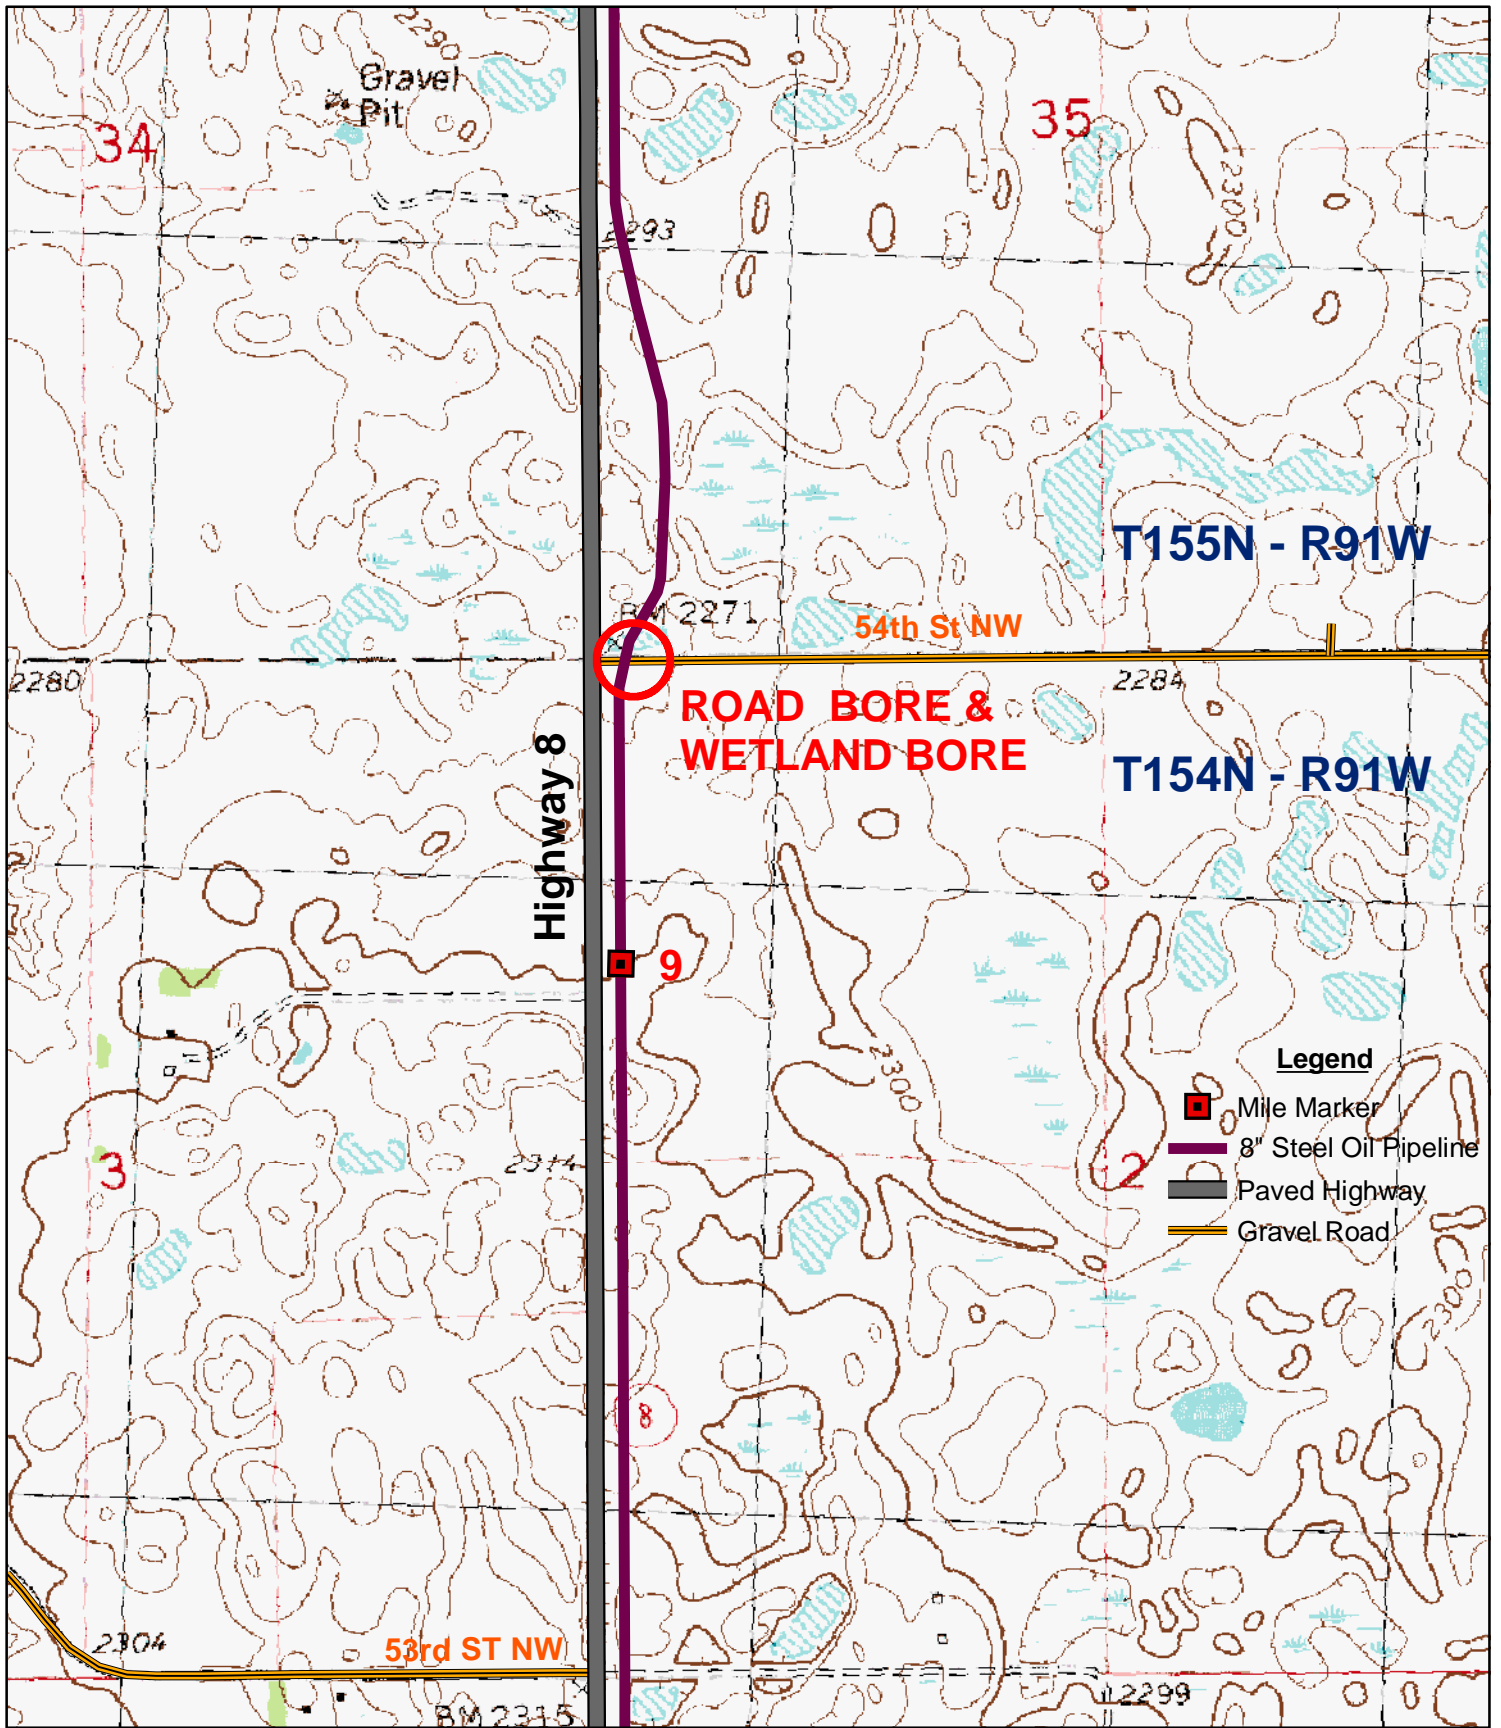 2290
Gravel
Pit
34
35
2293
2300
T155N - R91W
BM 2271
54th St NW
2280
2284
ROAD BORE &
WETLAND BORE
T154N - R91W
Highway 8
9
2300
Legend
Mile Marker
8" Steel Oil Pipeline
Paved Highway
Gravel Road
3
2314
2
2300
8
2304
53rd ST NW
2299
BM 2315